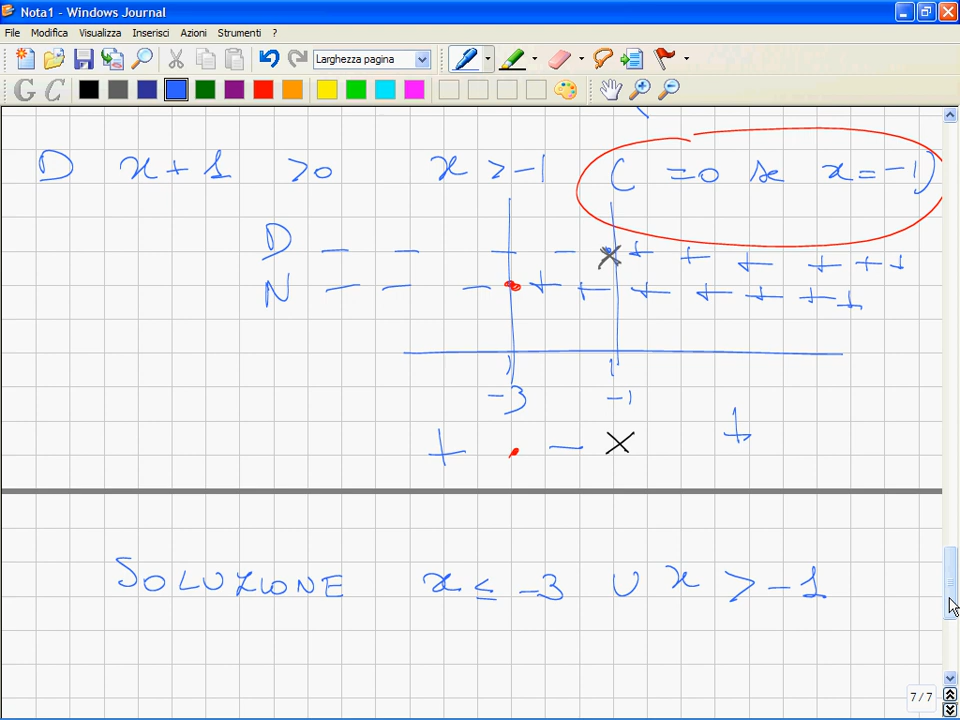 Nota1 - Windows Journal
File Modifica Visualizza Inserisci Azioni Strumenti ?
Larghezza pagina
G C
D x+1 >0 x >-1 ( =0 se x=-1)
D - - - - × + + + + + +
N - - - • + + + + + + +
-3 -1
+ • - × +
SOLUZIONE x ≤ -3 ∪ x > -1
7 / 7